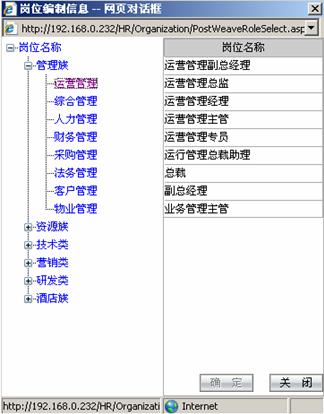 岗位编制信息 -- 网页对话框
http://192.168.0.232/HR/Organization/PostWeaveRoleSelect.asp
岗位名称
管理族
运营管理
综合管理
人力管理
财务管理
采购管理
法务管理
客户管理
物业管理
资源族
技术类
营销类
研发类
酒店族
岗位名称
运营管理副总经理
运营管理总监
运营管理经理
运营管理主管
运营管理专员
运行管理总裁助理
总裁
副总经理
业务管理主管
确 定
关 闭
http://192.168.0.232/HR/Organizati
Internet